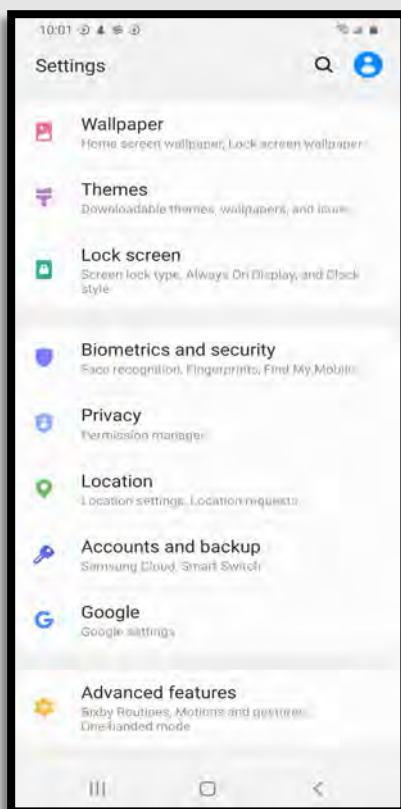 10:01
Settings
Wallpaper
Home screen wallpaper, Lock screen wallpaper
Themes
Downloadable themes, wallpapers, and icons
Lock screen
Screen lock type, Always On Display, and Clock
style
Biometrics and security
Face recognition, Fingerprints, Find My Mobile
Privacy
Permission manager
Location
Location settings, Location requests
Accounts and backup
Samsung Cloud, Smart Switch
Google
Google settings
Advanced features
Bixby Routines, Motions and gestures,
One-handed mode